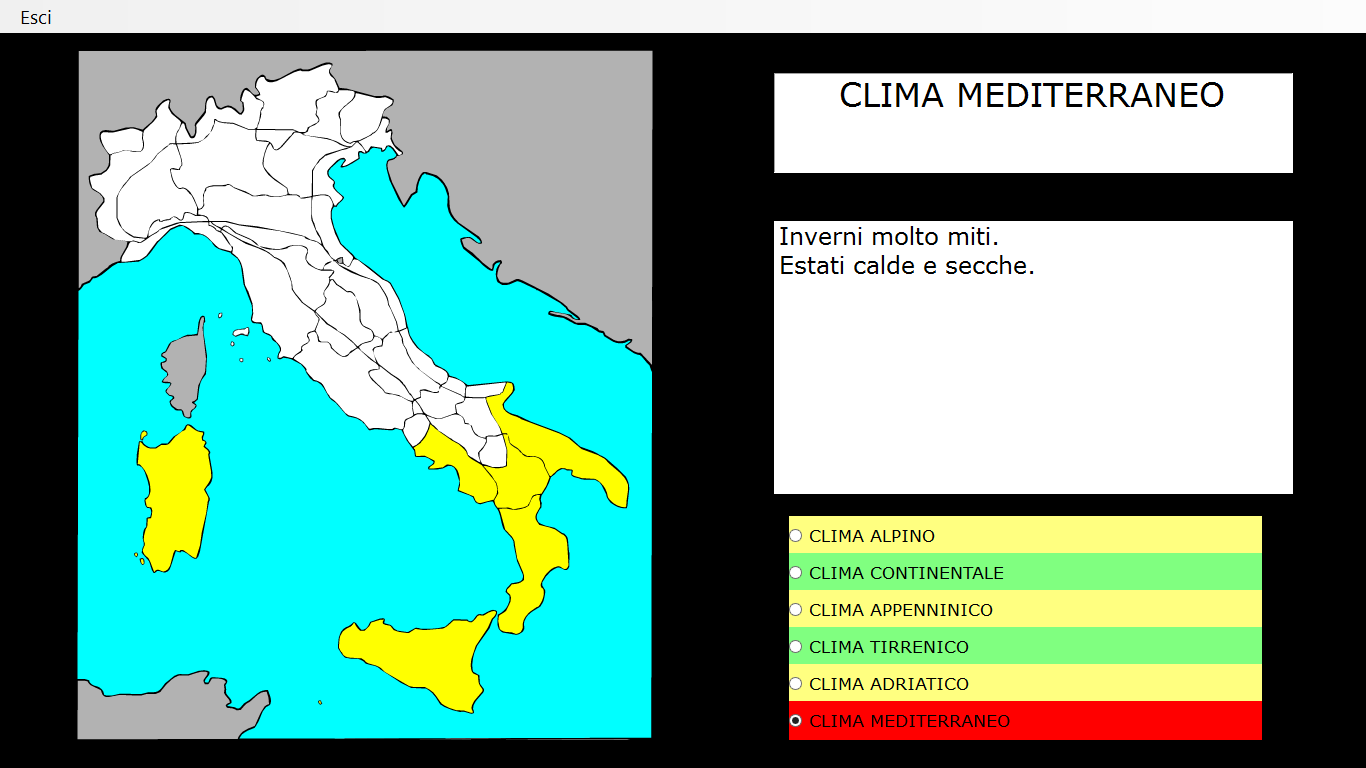 Esci
CLIMA MEDITERRANEO
Inverni molto miti.
Estati calde e secche.
CLIMA ALPINO
CLIMA CONTINENTALE
CLIMA APPENNINICO
CLIMA TIRRENICO
CLIMA ADRIATICO
CLIMA MEDITERRANEO